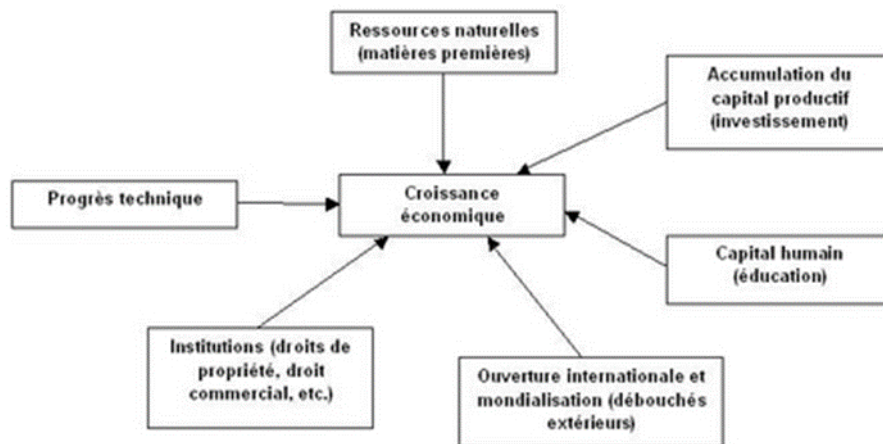 Ressources naturelles
(matières premières)
Accumulation du
capital productif
(investissement)
Progrès technique
Croissance
économique
Capital humain
(éducation)
Institutions (droits de
propriété, droit
commercial, etc.)
Ouverture internationale et
mondialisation (débouchés
extérieurs)